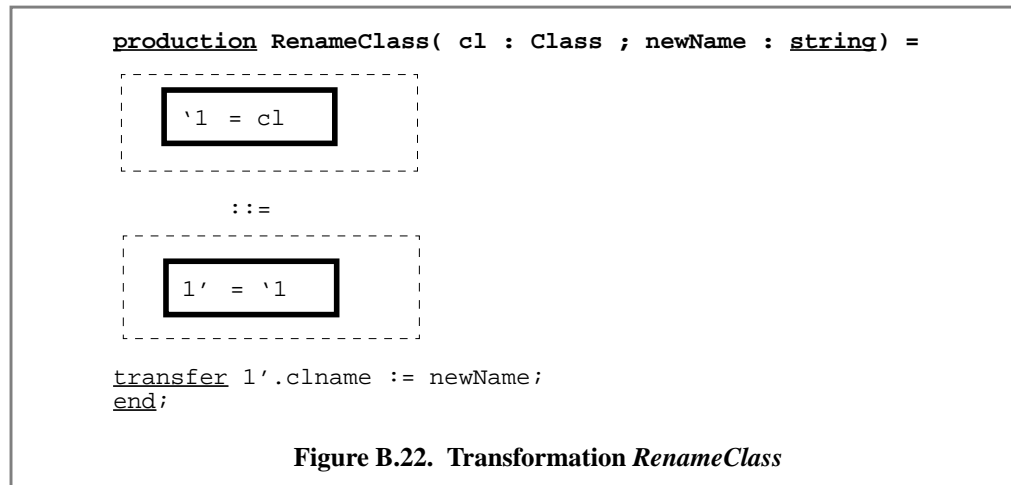 production RenameClass( cl : Class ; newName : string) =
‘1 = cl
::=
1’ = ‘1
transfer 1’.clname := newName;
end;
Figure B.22. Transformation RenameClass